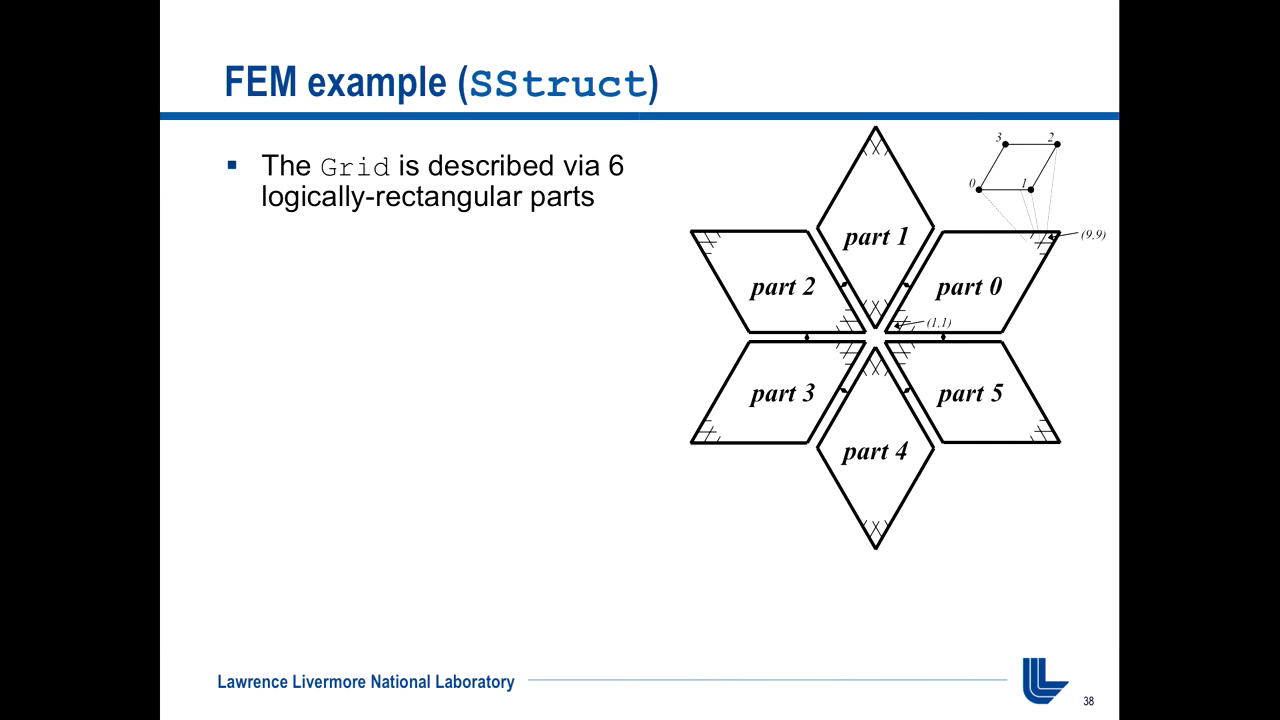 FEM example (SStruct)
▪ The Grid is described via 6
logically-rectangular parts
3 2
0 1
(9,9)
part 1
part 2
part 0
(1,1)
part 3
part 5
part 4
Lawrence Livermore National Laboratory
38